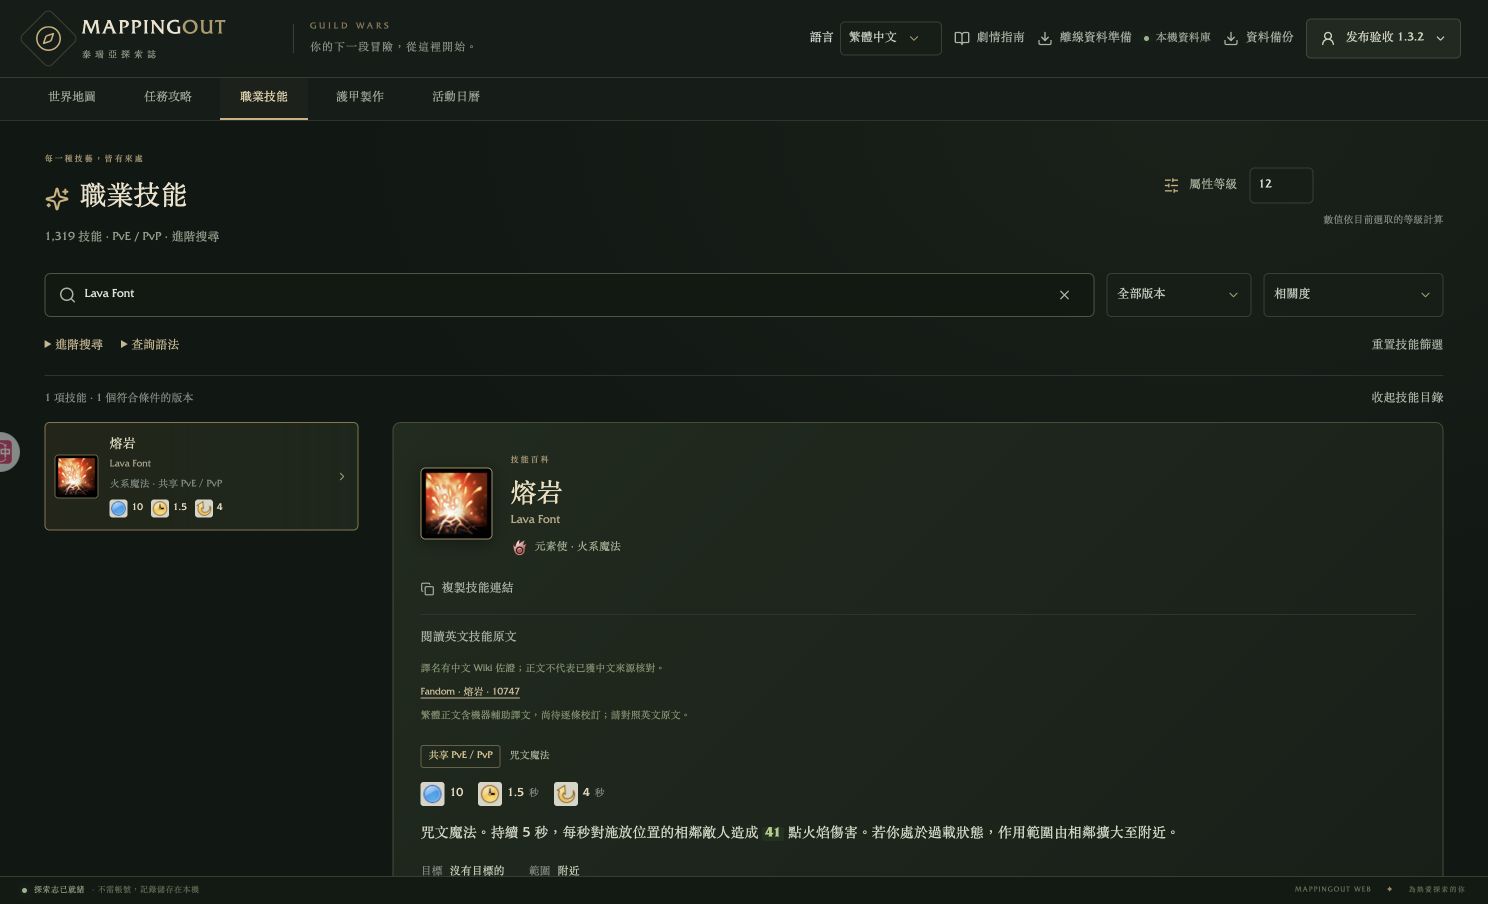 MAPPINGOUT
泰瑞亞探索誌
GUILD WARS
你的下一段冒險，從這裡開始。
語言 繁體中文 劇情指南 離線資料準備 本機資料庫 資料備份 发布验收 1.3.2
世界地圖 任務攻略 職業技能 護甲製作 活動日曆
每一種技藝，皆有來處
職業技能
1,319 技能 · PvE / PvP · 進階搜尋
屬性等級 12
數值依目前選取的等級計算
Lava Font
全部版本
相關度
進階搜尋 查詢語法
重置技能篩選
1 項技能 · 1 個符合條件的版本
收起技能目錄
熔岩
Lava Font
火系魔法 · 共享 PvE / PvP
10 1.5 4
技能百科
熔岩
Lava Font
元素使 · 火系魔法
複製技能連結
閱讀英文技能原文
譯名有中文 Wiki 佐證；正文不代表已獲中文來源核對。
Fandom · 熔岩 · 10747
繁體正文含機器輔助譯文，尚待逐條校訂；請對照英文原文。
共享 PvE / PvP 咒文魔法
10 1.5 秒 4 秒
咒文魔法。持續 5 秒，每秒對施放位置的相鄰敵人造成 41 點火焰傷害。若你處於過載狀態，作用範圍由相鄰擴大至附近。
目標 沒有目標的 範圍 附近
探索志已就緒 · 不需帳號，記錄儲存在本機
MAPPINGOUT WEB ✦ 為熱愛探索的你
中